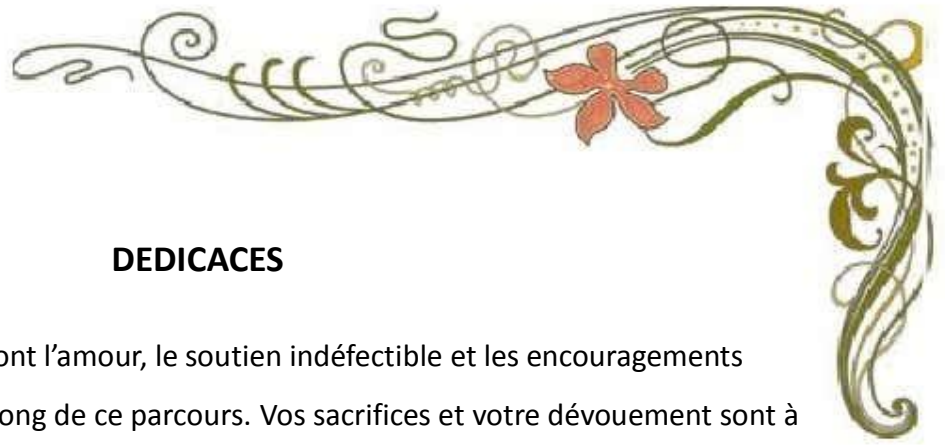 DEDICACES
ont l’amour, le soutien indéfectible et les encouragements
ong de ce parcours. Vos sacrifices et votre dévouement sont à